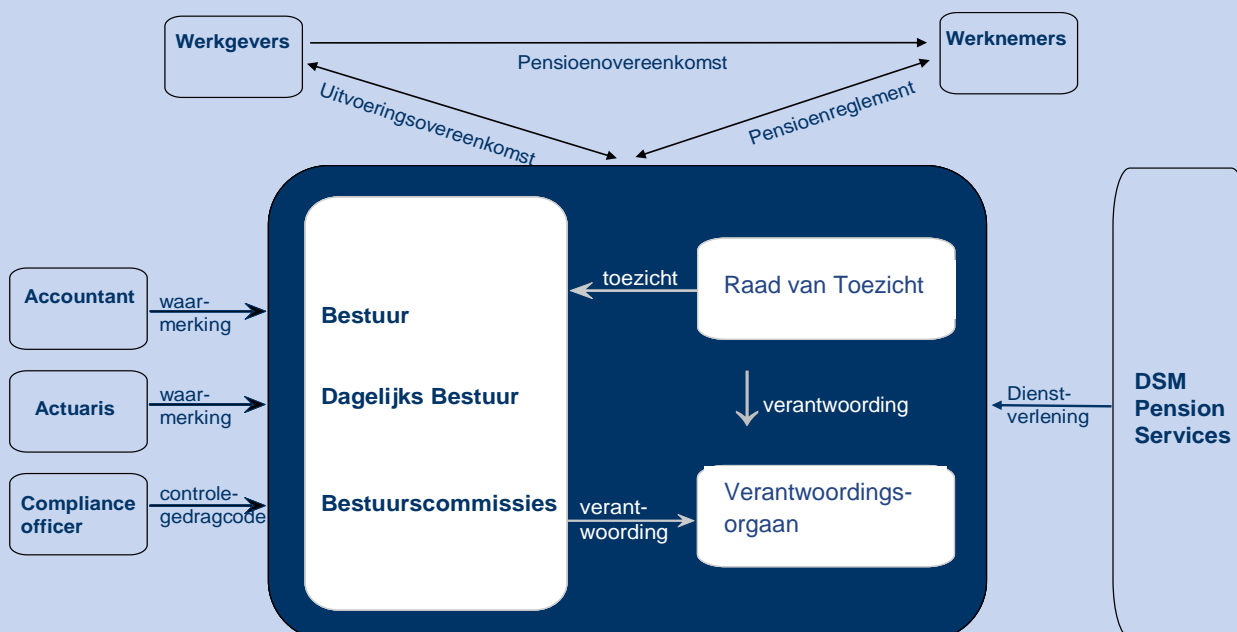 Werkgevers
Werknemers
Pensioenovereenkomst
Uitvoeringsovereenkomst
Pensioenreglement
Accountant
waar-
merking
Actuaris
waar-
merking
Compliance
officer
controle-
gedragcode
Bestuur
Dagelijks Bestuur
Bestuurscommissies
toezicht
Raad van Toezicht
verantwoording
verant-
woording
Verantwoordings-
orgaan
Dienst-
verlening
DSM
Pension
Services